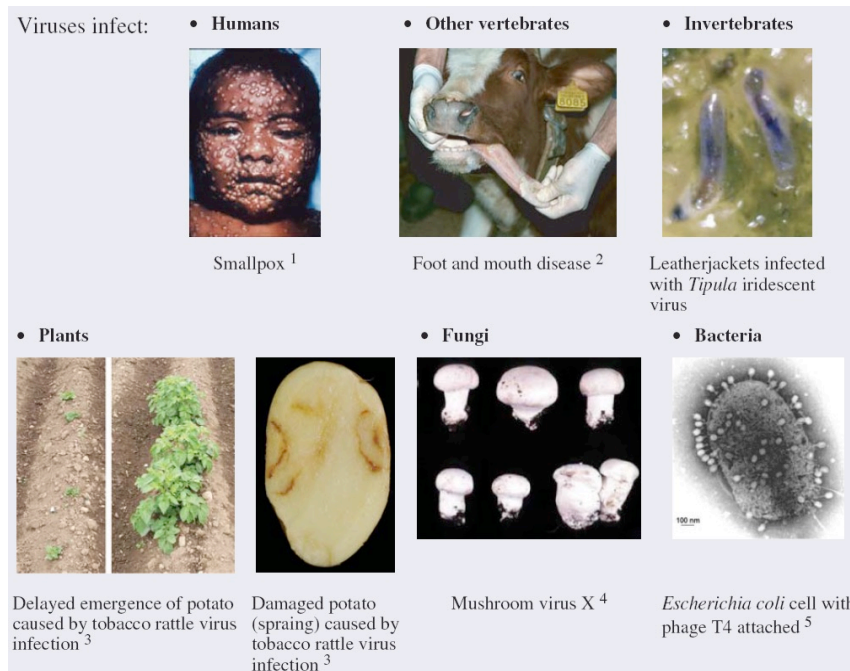 Viruses infect:
• Humans
• Other vertebrates
• Invertebrates
8085
Smallpox 1
Foot and mouth disease 2
Leatherjackets infected
with Tipula iridescent
virus
• Plants
• Fungi
• Bacteria
100 nm
Delayed emergence of potato
caused by tobacco rattle virus
infection 3
Damaged potato
(spraing) caused by
tobacco rattle virus
infection 3
Mushroom virus X 4
Escherichia coli cell with
phage T4 attached 5